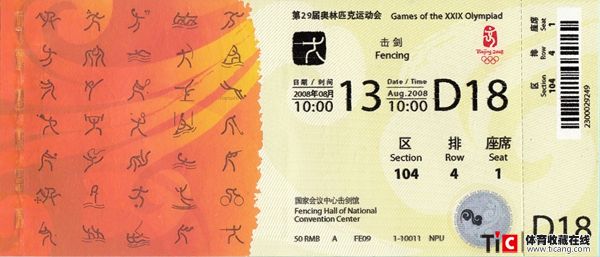 第29届奥林匹克运动会 Games of the XXIX Olympiad
击剑
Fencing
Beijing 2008
日期 / 时间
2008年08月
10:00
13
Date / Time
Aug.2008
10:00
D18
区 排 座席
Section Row Seat
104 4 1
国家会议中心击剑馆
Fencing Hall of National
Convention Center
50 RMB A FE09 1-10011 NPU
座席 Seat 1
排 Row 4
区 Section 104
2300029249
D18
TiC 体育收藏在线
www.ticang.com